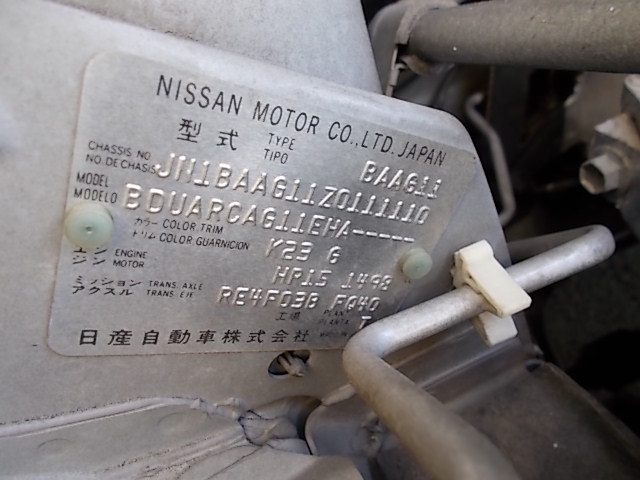 NISSAN MOTOR CO.,LTD. JAPAN
型式 TYPE TIPO BAAG11
CHASSIS NO NO DE CHASIS JN1BAAG11Z0111110
MODEL MODELO BDUARCAG11EHA-----
カラー COLOR,TRIM トリム COLOR,GUARNICION K23 G
エンジン ENGINE MOTOR HR15 1498
ミッション TRANS. アクスル TRANS. AXLE EJE RE4F03B FQ40
工場 PLANT PLANTA T
日産自動車株式会社